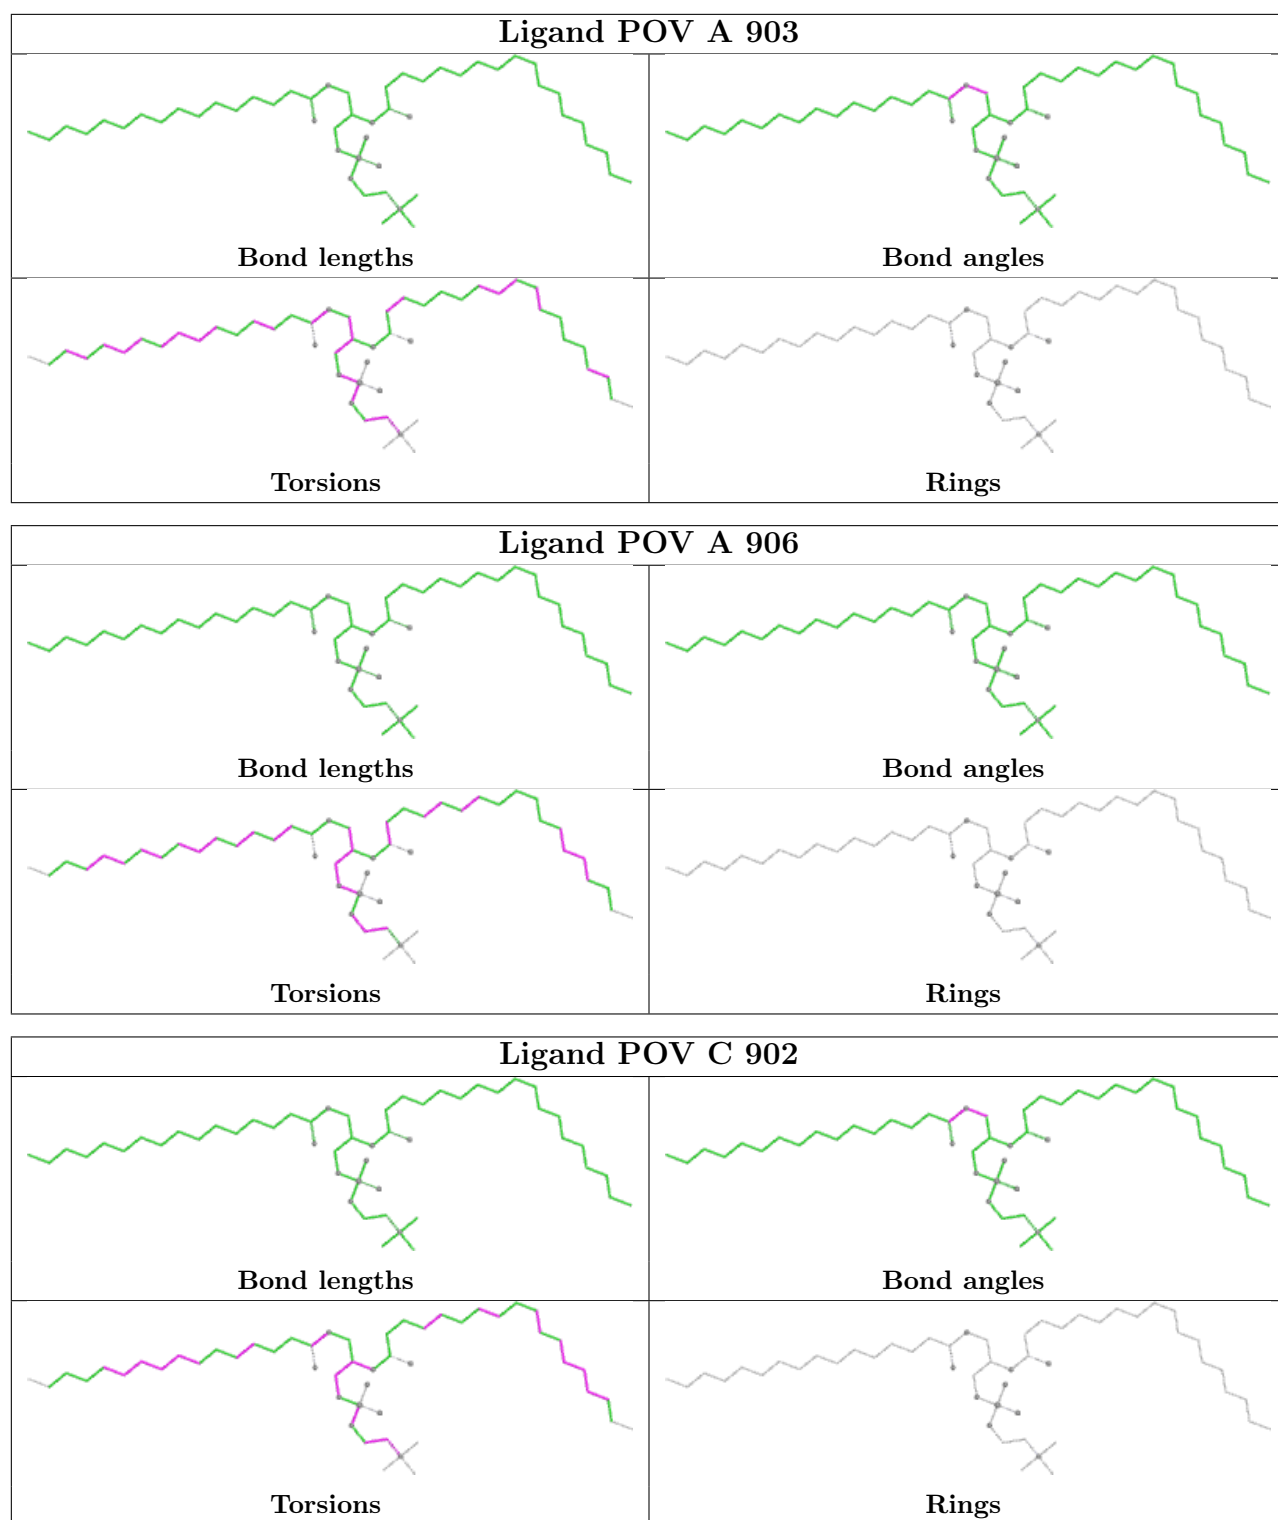 Ligand POV A 903
Bond lengths
Bond angles
Torsions
Rings
Ligand POV A 906
Bond lengths
Bond angles
Torsions
Rings
Ligand POV C 902
Bond lengths
Bond angles
Torsions
Rings